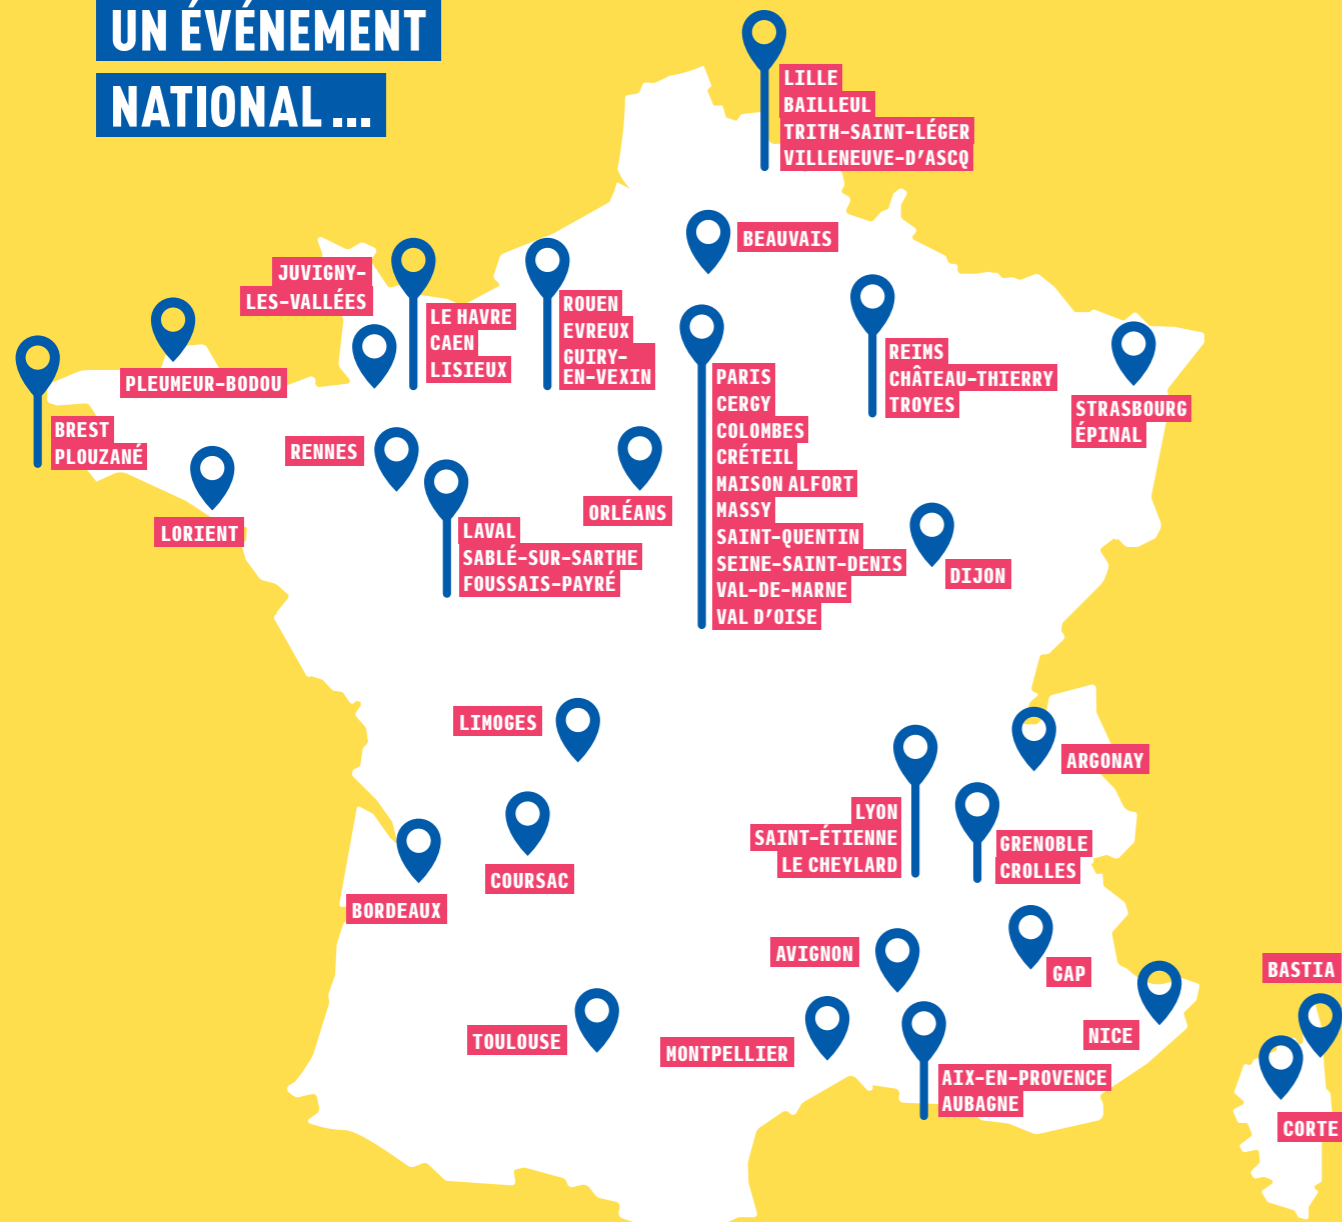 UN ÉVÉNEMENT
NATIONAL ...
LILLE
BAILLEUL
TRITH-SAINT-LÉGER
VILLENEUVE-D'ASCQ
BEAUVAIS
JUVIGNY-
LES-VALLÉES
LE HAVRE
CAEN
LISIEUX
ROUEN
EVREUX
GUIRY-
EN-VEXIN
PLEUMEUR-BODOU
BREST
PLOUZANÉ
LORIENT
RENNES
LAVAL
SABLÉ-SUR-SARTHE
FOUSSAIS-PAYRÉ
ORLÉANS
PARIS
CERGY
COLOMBES
CRÉTEIL
MAISON ALFORT
MASSY
SAINT-QUENTIN
SEINE-SAINT-DENIS
VAL-DE-MARNE
VAL D'OISE
REIMS
CHÂTEAU-THIERRY
TROYES
STRASBOURG
ÉPINAL
DIJON
LIMOGES
COURSAC
BORDEAUX
LYON
SAINT-ÉTIENNE
LE CHEYLARD
ARGONAY
GRENOBLE
CROLLES
AVIGNON
GAP
NICE
TOULOUSE
MONTPELLIER
AIX-EN-PROVENCE
AUBAGNE
BASTIA
CORTE